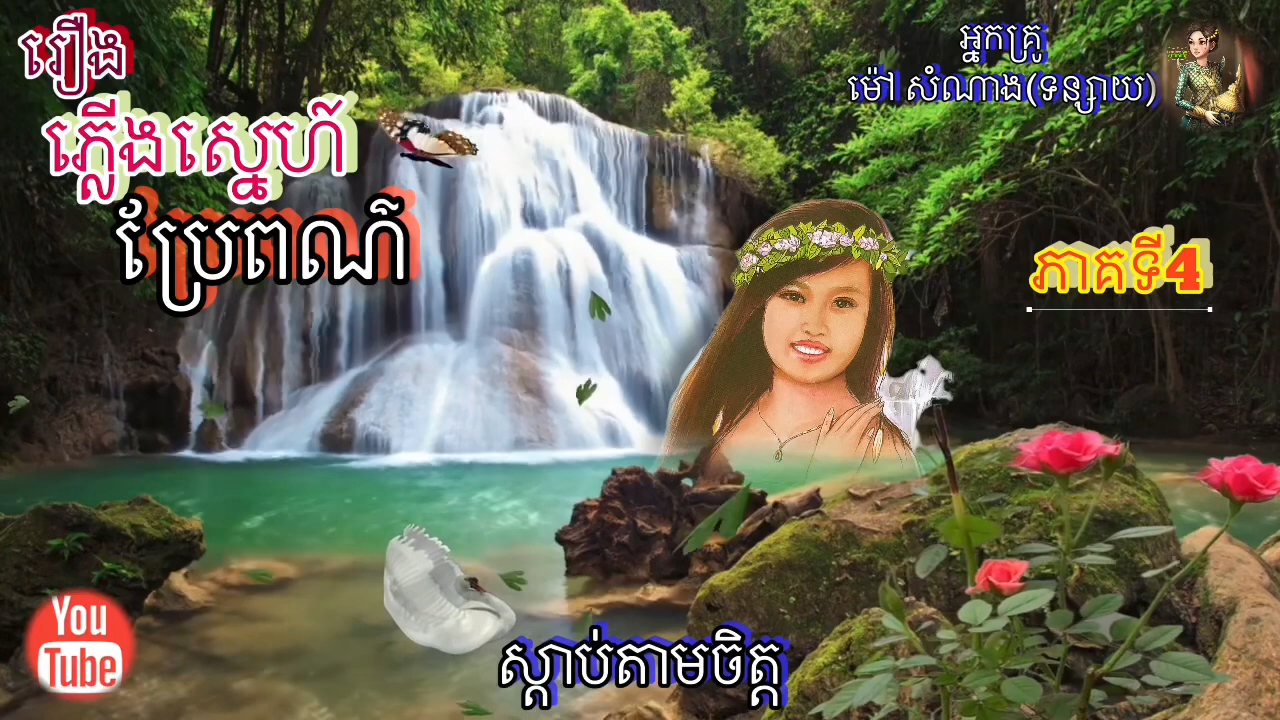 រឿង
ភ្លើងស្នេហ៍
ប្រៃពណ៌
អ្នកគ្រូ
ម៉ៅ សំណាង(ទន្សាយ)
ភាគទី4
ស្តាប់តាមចិត្ត
You
Tube